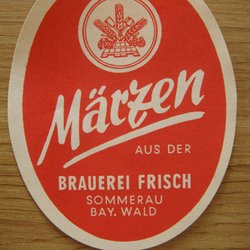 Märzen
AUS DER
BRAUEREI FRISCH
SOMMERAU
BAY. WALD